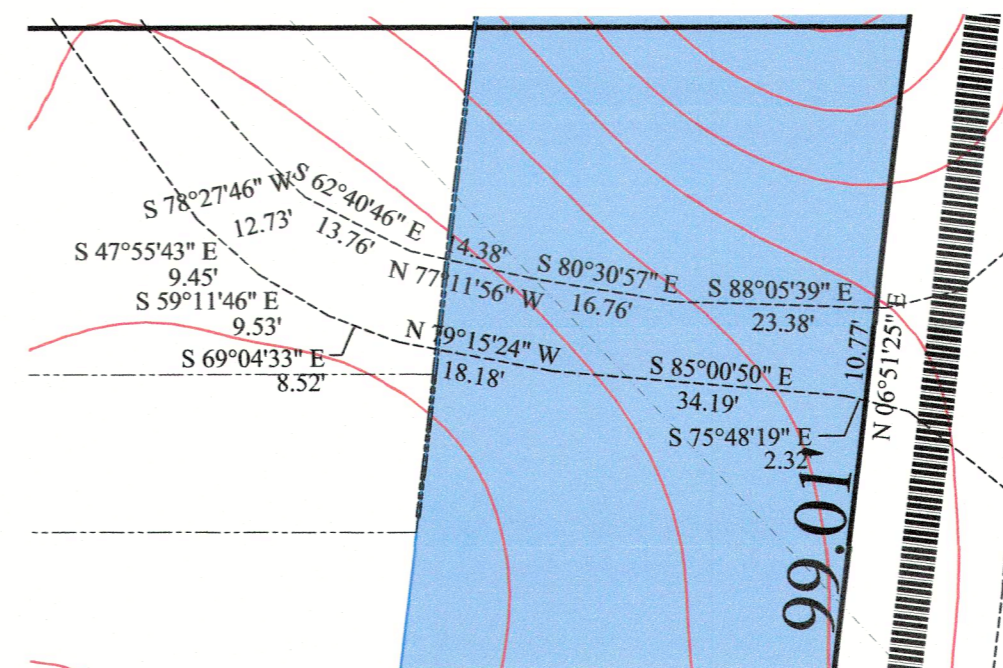 S 78°27'46" W
12.73'
S 62°40'46" E
13.76'
S 47°55'43" E
9.45'
S 59°11'46" E
9.53'
S 69°04'33" E
8.52'
4.38'
N 77°11'56" W
S 80°30'57" E
16.76'
S 88°05'39" E
23.38'
N 79°15'24" W
18.18'
S 85°00'50" E
34.19'
10.77'
N 06°51'25" E
S 75°48'19" E
2.32'
99.01'